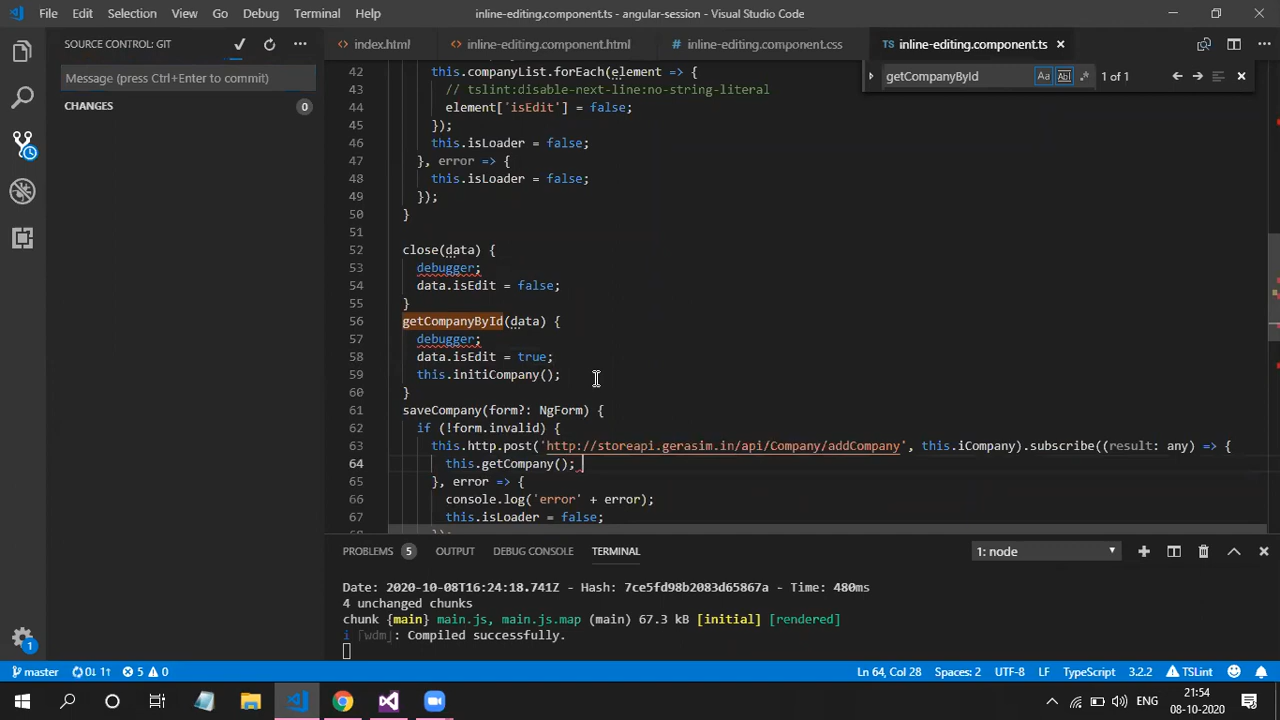 File Edit Selection View Go Debug Terminal Help
inline-editing.component.ts - angular-session - Visual Studio Code
SOURCE CONTROL: GIT
index.html
inline-editing.component.html
inline-editing.component.css
TS inline-editing.component.ts
Message (press Ctrl+Enter to commit)
getCompanyById
Aa
Abl
1 of 1
CHANGES
0
42 this.companyList.forEach(element => {
43 // tslint:disable-next-line:no-string-literal
44 element['isEdit'] = false;
45 });
46 this.isLoader = false;
47 }, error => {
48 this.isLoader = false;
49 });
50 }
51
52 close(data) {
53 debugger;
54 data.isEdit = false;
55 }
56 getCompanyById(data) {
57 debugger;
58 data.isEdit = true;
59 this.initiCompany();
60 }
61 saveCompany(form?: NgForm) {
62 if (!form.invalid) {
63 this.http.post('http://storeapi.gerasim.in/api/Company/addCompany', this.iCompany).subscribe((result: any) => {
64 this.getCompany();
65 }, error => {
66 console.log('error' + error);
67 this.isLoader = false;
PROBLEMS 5 OUTPUT DEBUG CONSOLE TERMINAL
1: node
Date: 2020-10-08T16:24:18.741Z - Hash: 7ce5fd98b2083d65867a - Time: 480ms
4 unchanged chunks
chunk {main} main.js, main.js.map (main) 67.3 kB [initial] [rendered]
i ｢wdm｣: Compiled successfully.
1
master 0↓ 1↑ 5 0
Ln 64, Col 28 Spaces: 2 UTF-8 LF TypeScript 3.2.2 TSLint
1
ENG
21:54
08-10-2020